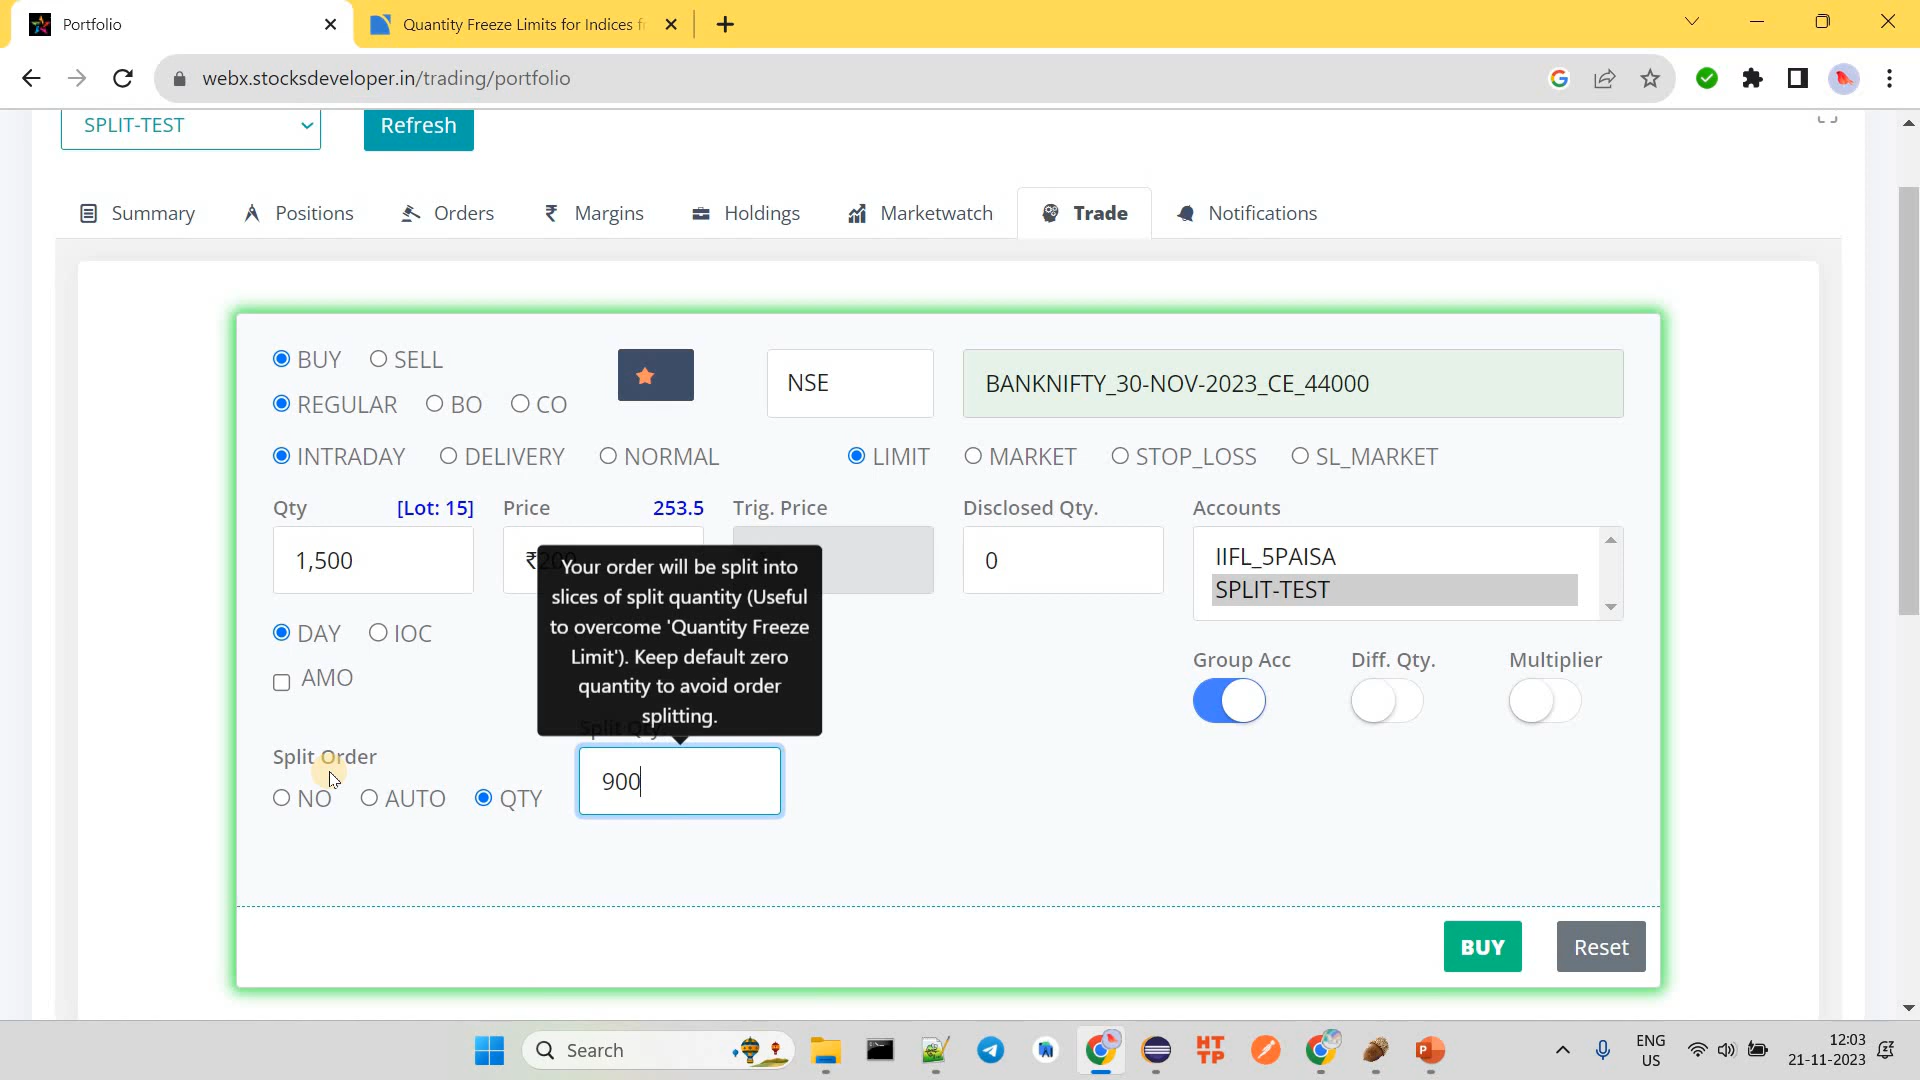 Portfolio
Quantity Freeze Limits for Indices f
webx.stocksdeveloper.in/trading/portfolio
SPLIT-TEST
Refresh
Summary
Positions
Orders
Margins
Holdings
Marketwatch
Trade
Notifications
BUY
SELL
NSE
BANKNIFTY_30-NOV-2023_CE_44000
REGULAR
BO
CO
INTRADAY
DELIVERY
NORMAL
LIMIT
MARKET
STOP_LOSS
SL_MARKET
Qty
[Lot: 15]
Price
253.5
Trig. Price
Disclosed Qty.
Accounts
1,500
₹200
0
IIFL_5PAISA
SPLIT-TEST
Your order will be split into
slices of split quantity (Useful
to overcome 'Quantity Freeze
Limit'). Keep default zero
quantity to avoid order
splitting.
DAY
IOC
AMO
Group Acc
Diff. Qty.
Multiplier
Split Qty.
Split Order
NO
AUTO
QTY
900
BUY
Reset
Search
HT
TP
ENG
US
12:03
21-11-2023